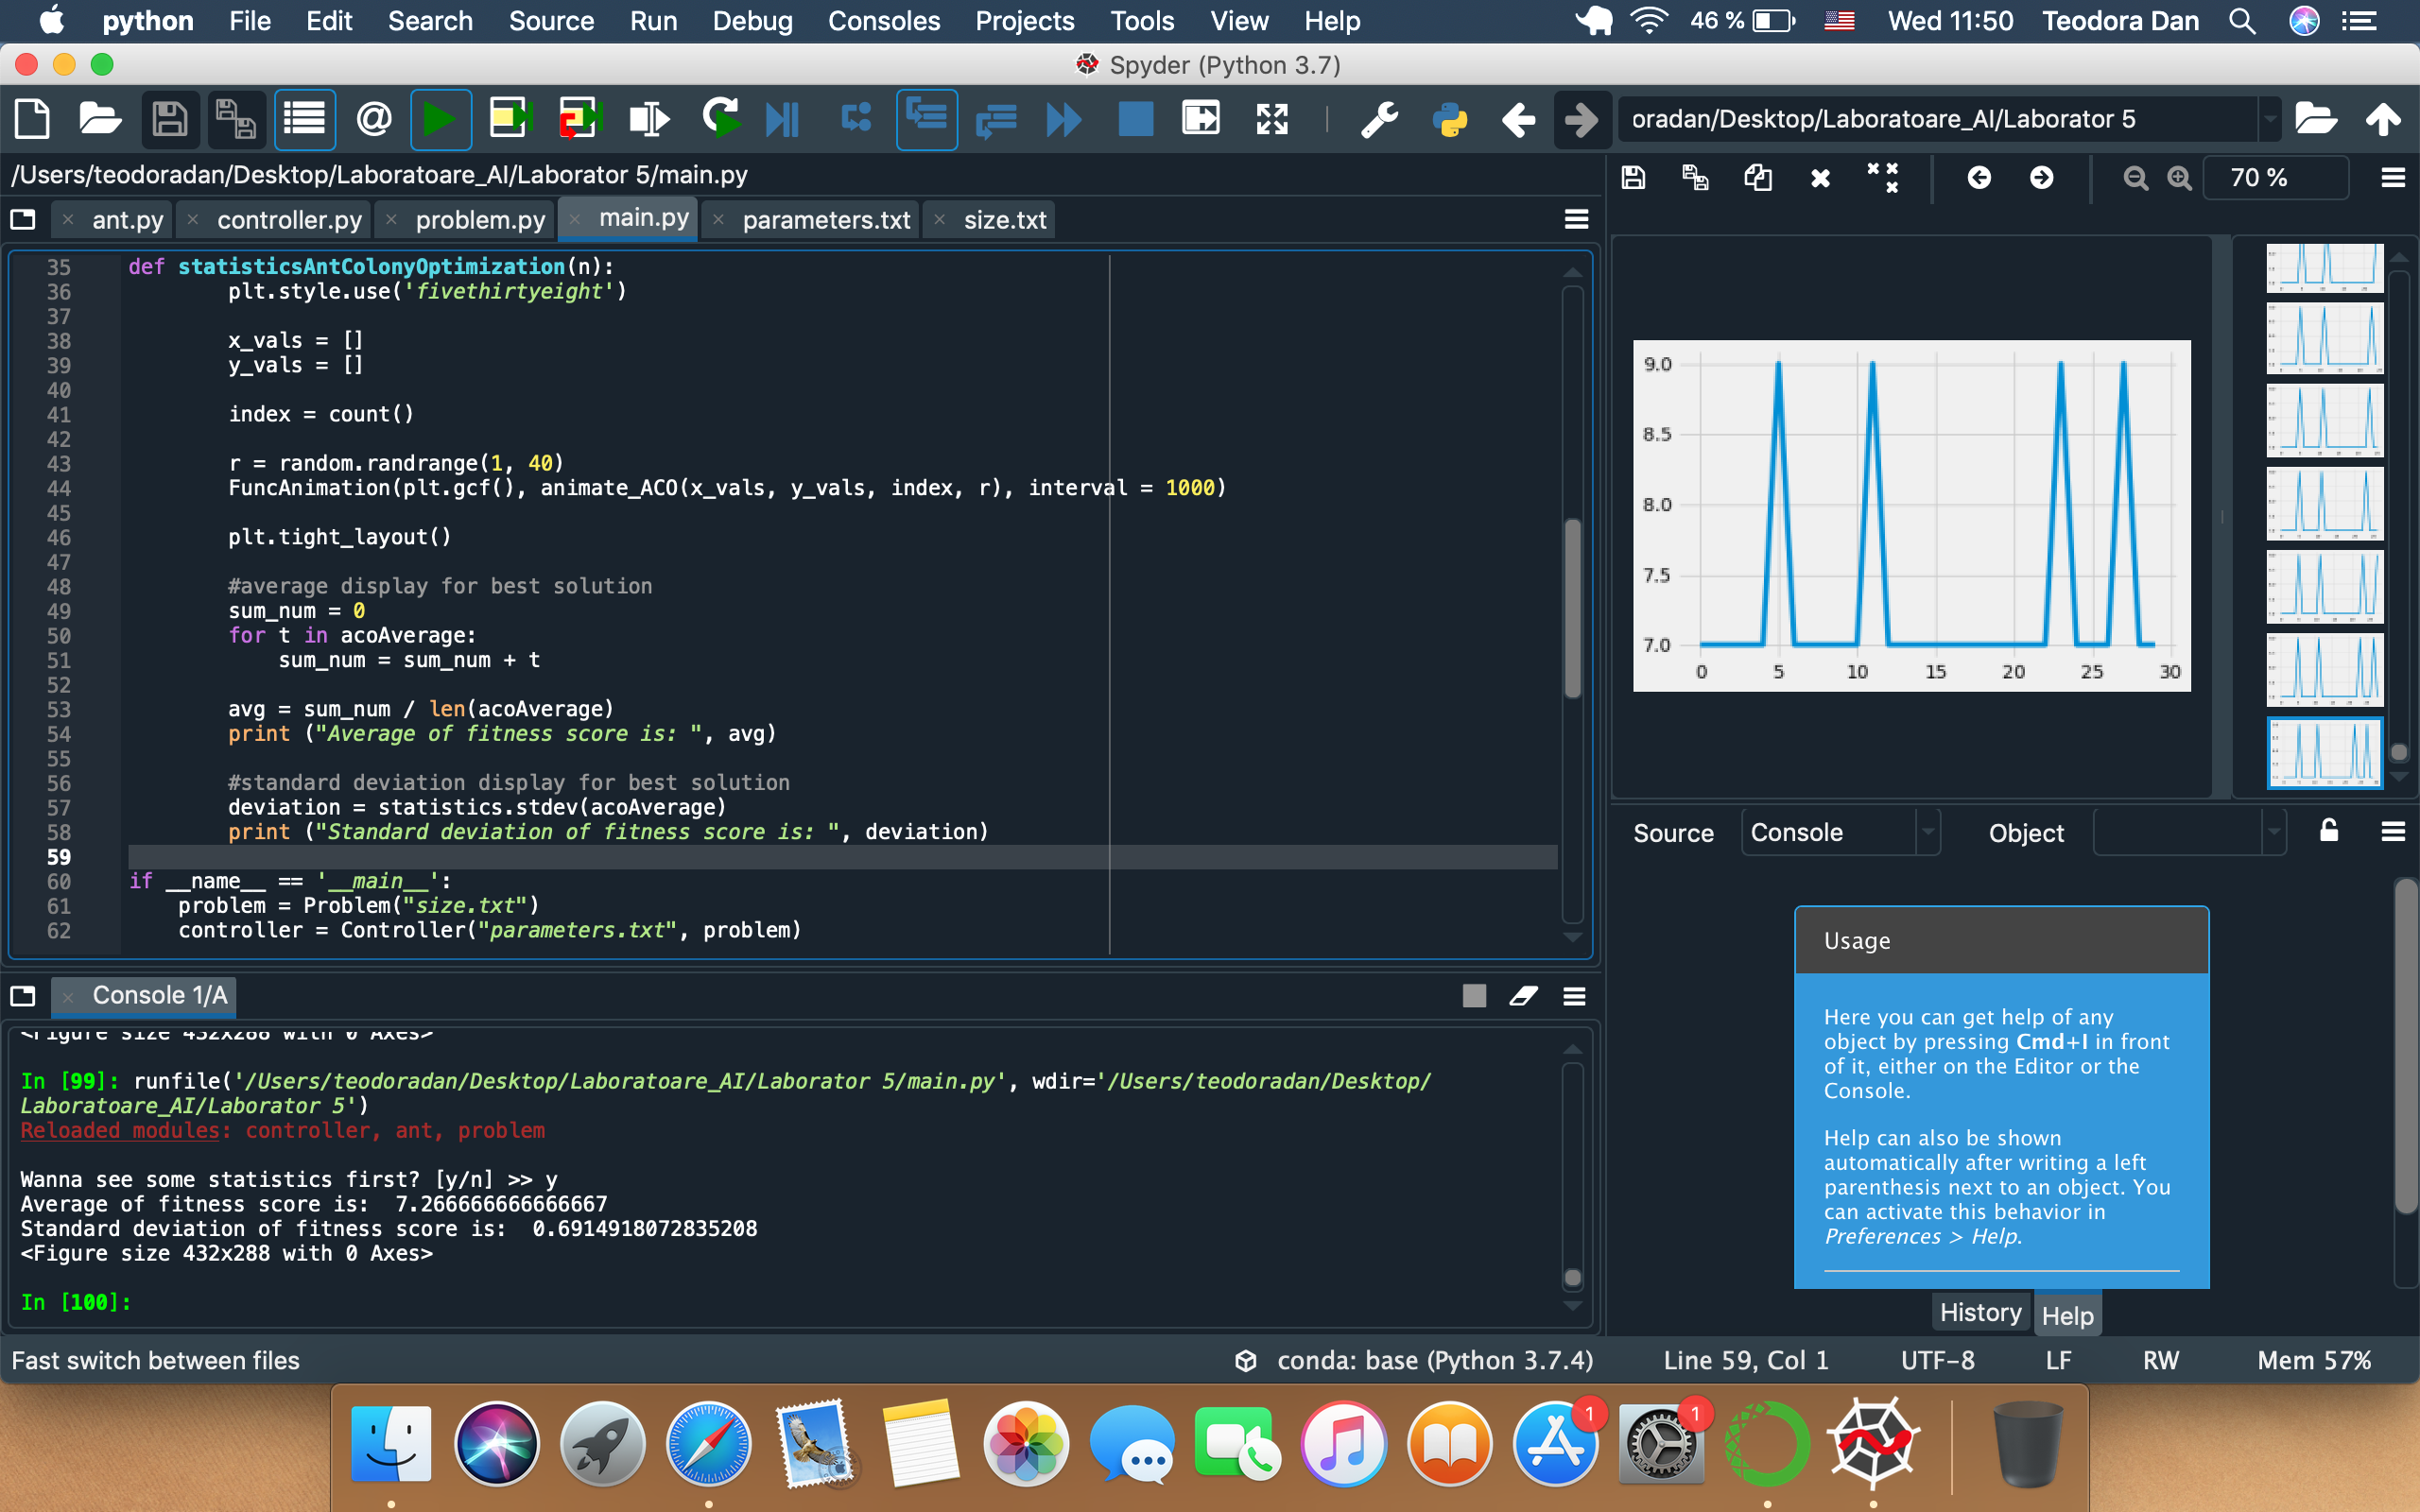 python File Edit Search Source Run Debug Consoles Projects Tools View Help 46 % Wed 11:50 Teodora Dan
Spyder (Python 3.7)
oradan/Desktop/Laboratoare_AI/Laborator 5
/Users/teodoradan/Desktop/Laboratoare_AI/Laborator 5/main.py
ant.py controller.py problem.py main.py parameters.txt size.txt
35 def statisticsAntColonyOptimization(n):
36 plt.style.use('fivethirtyeight')
37
38 x_vals = []
39 y_vals = []
40
41 index = count()
42
43 r = random.randrange(1, 40)
44 FuncAnimation(plt.gcf(), animate_ACO(x_vals, y_vals, index, r), interval = 1000)
45
46 plt.tight_layout()
47
48 #average display for best solution
49 sum_num = 0
50 for t in acoAverage:
51 sum_num = sum_num + t
52
53 avg = sum_num / len(acoAverage)
54 print ("Average of fitness score is: ", avg)
55
56 #standard deviation display for best solution
57 deviation = statistics.stdev(acoAverage)
58 print ("Standard deviation of fitness score is: ", deviation)
59
60 if __name__ == '__main__':
61 problem = Problem("size.txt")
62 controller = Controller("parameters.txt", problem)
Console 1/A
<Figure size 432x288 with 0 Axes>
In [99]: runfile('/Users/teodoradan/Desktop/Laboratoare_AI/Laborator 5/main.py', wdir='/Users/teodoradan/Desktop/
Laboratoare_AI/Laborator 5')
Reloaded modules: controller, ant, problem
Wanna see some statistics first? [y/n] >> y
Average of fitness score is:  7.266666666666667
Standard deviation of fitness score is:  0.6914918072835208
<Figure size 432x288 with 0 Axes>
In [100]:
70 %
9.0
8.5
8.0
7.5
7.0
0 5 10 15 20 25 30
Source Console Object
Usage
Here you can get help of any
object by pressing Cmd+I in front
of it, either on the Editor or the
Console.
Help can also be shown
automatically after writing a left
parenthesis next to an object. You
can activate this behavior in
Preferences > Help.
History Help
Fast switch between files conda: base (Python 3.7.4) Line 59, Col 1 UTF-8 LF RW Mem 57%
1 1